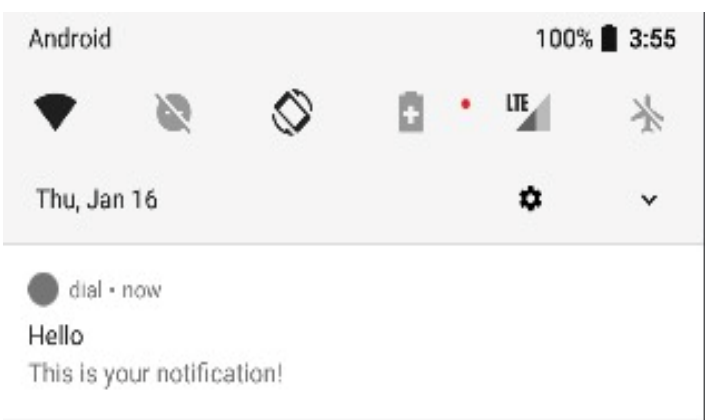 Android 100% 3:55
LTE
Thu, Jan 16
dial • now
Hello
This is your notification!